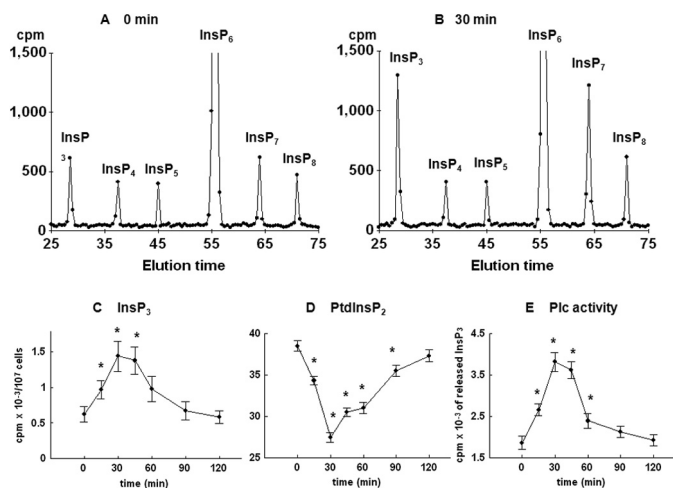 A 0 min
cpm
1,500
1,000
500
0
InsP
3
InsP4
InsP5
InsP6
InsP7
InsP8
25 35 45 55 65 75
Elution time
B 30 min
cpm
1,500
1,000
500
0
InsP3
InsP4
InsP5
InsP6
InsP7
InsP8
25 35 45 55 65 75
Elution time
C InsP3
cpm x 10-3/107 cells
1.5
1
0.5
0
* * *
0 30 60 90 120
time (min)
D PtdInsP2
40
35
30
25
* * * * *
0 30 60 90 120
time (min)
E Plc activity
cpm x 10-3 of released InsP3
4.5
3.5
2.5
1.5
* * * *
0 30 60 90 120
time (min)